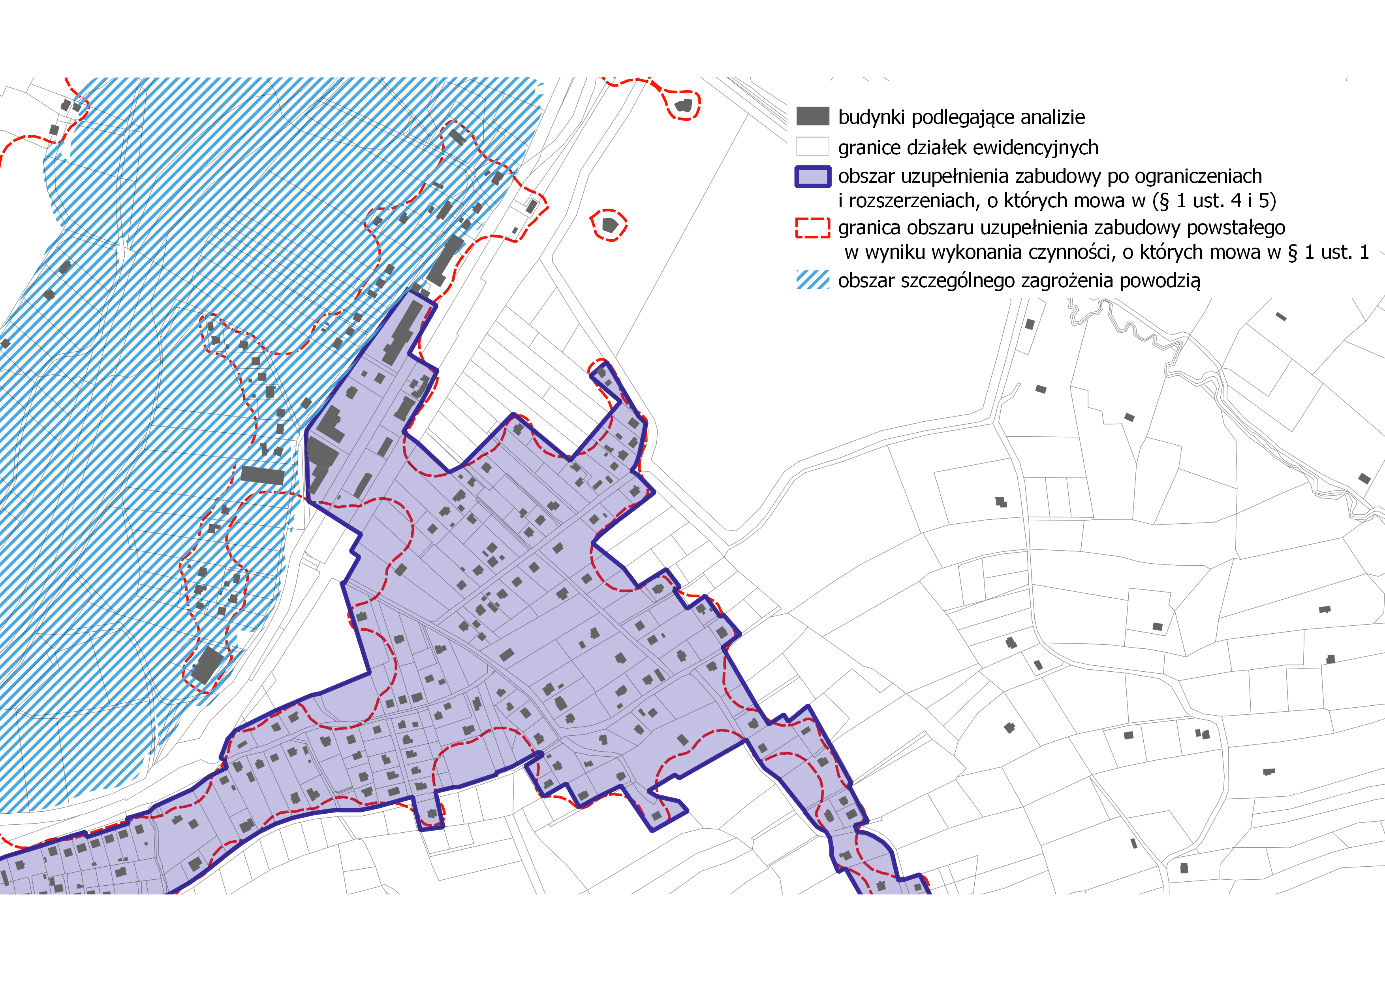 budynki podlegające analizie
granice działek ewidencyjnych
obszar uzupełnienia zabudowy po ograniczeniach
i rozszerzeniach, o których mowa w (§ 1 ust. 4 i 5)
granica obszaru uzupełnienia zabudowy powstałego
w wyniku wykonania czynności, o których mowa w § 1 ust. 1
obszar szczególnego zagrożenia powodzią